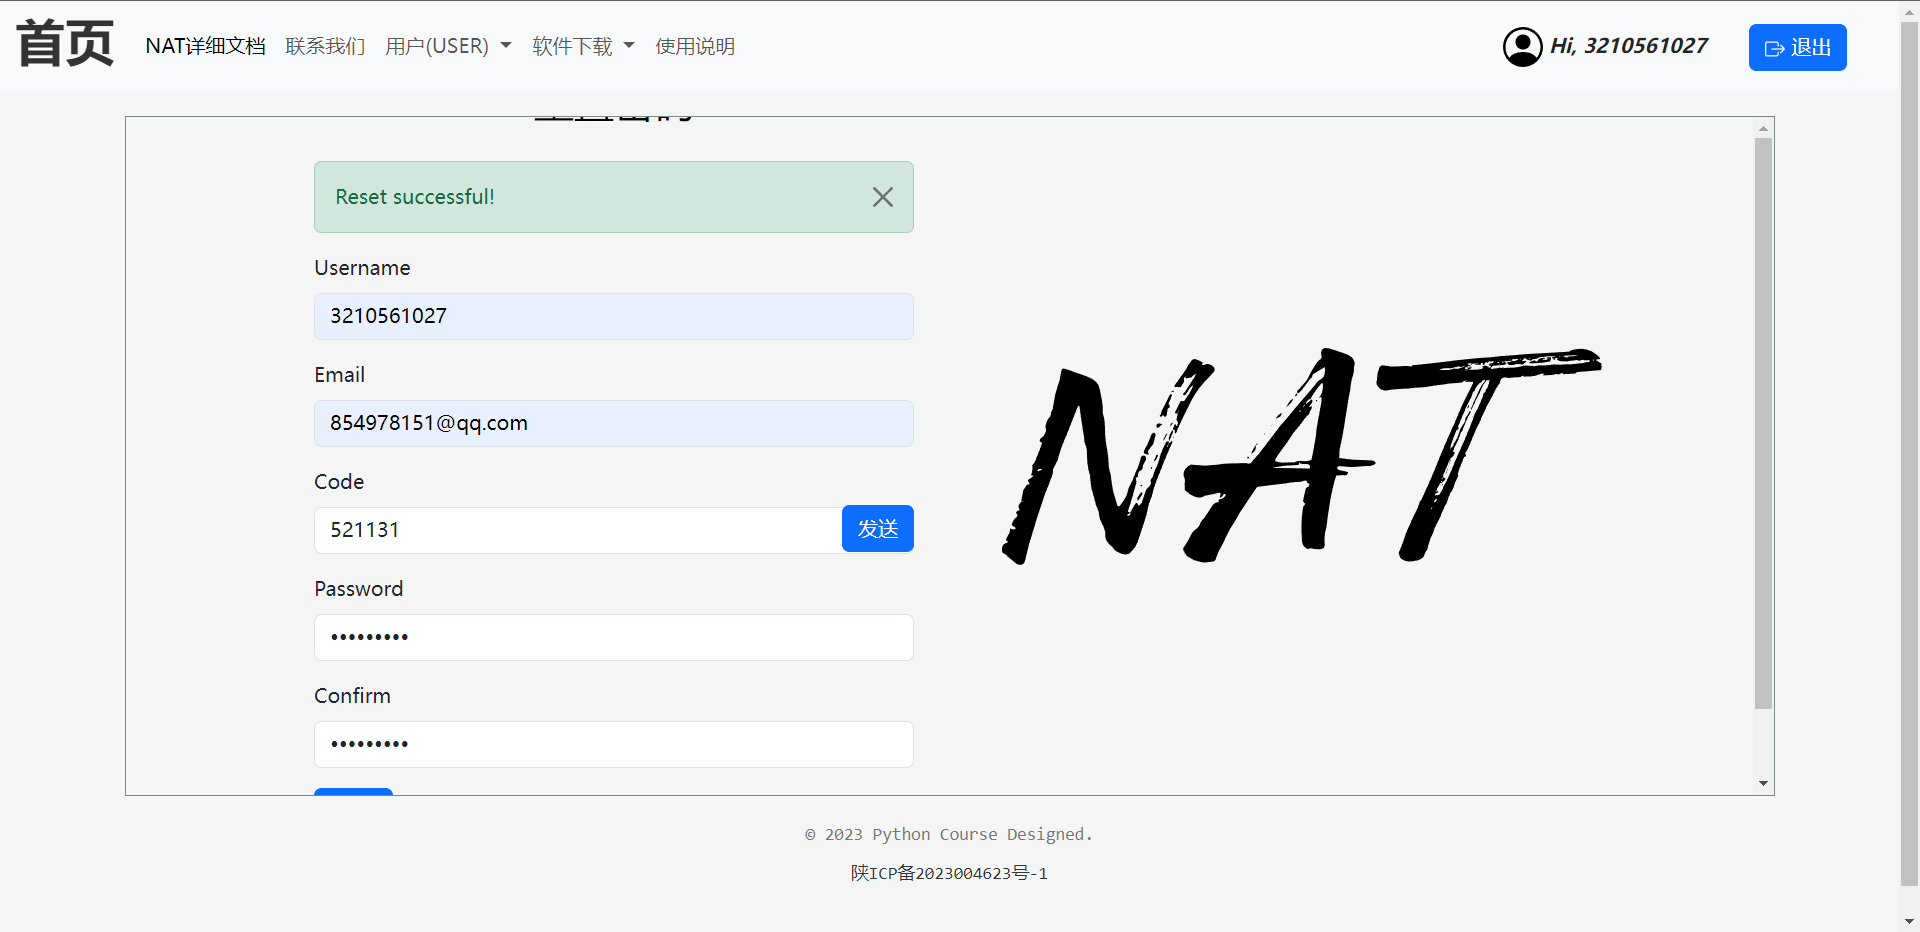 首页 NAT详细文档 联系我们 用户(USER) 软件下载 使用说明 Hi, 3210561027 退出
Reset successful!
Username
3210561027
Email
854978151@qq.com
Code
521131 发送
Password
•••••••••
Confirm
•••••••••
NAT
© 2023 Python Course Designed.
陕ICP备2023004623号-1